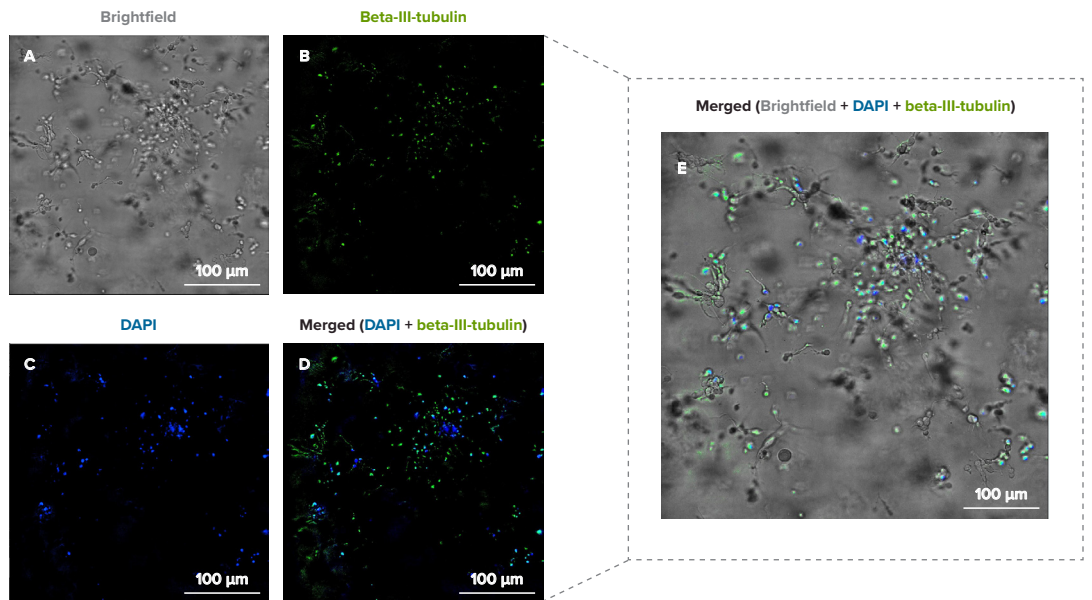 Brightfield
Beta-III-tubulin
A
B
100 µm
100 µm
Merged (Brightfield + DAPI + beta-III-tubulin)
E
100 µm
DAPI
Merged (DAPI + beta-III-tubulin)
C
D
100 µm
100 µm